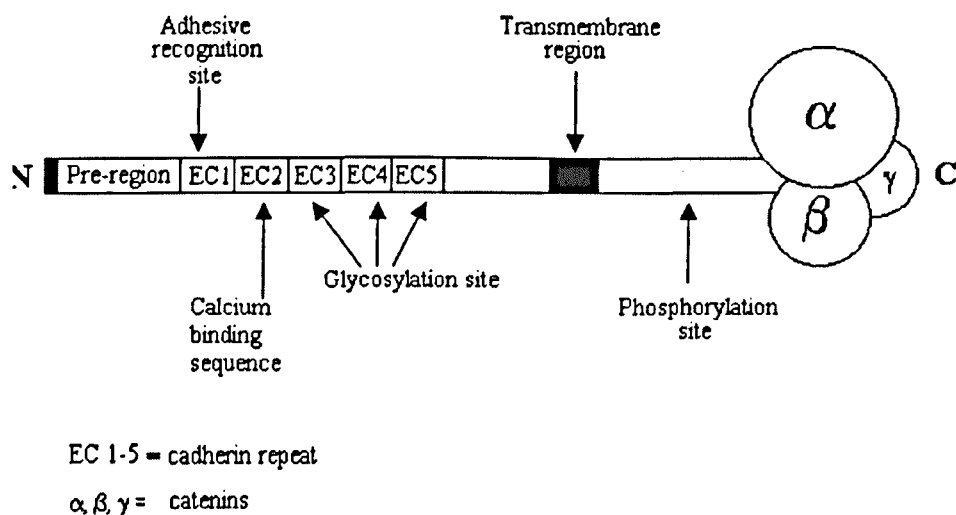 Adhesive
recognition
site
Transmembrane
region
N Pre-region EC1 EC2 EC3 EC4 EC5 α β γ C
Glycosylation site
Calcium
binding
sequence
Phosphorylation
site
EC 1-5 = cadherin repeat
α, β, γ = catenins